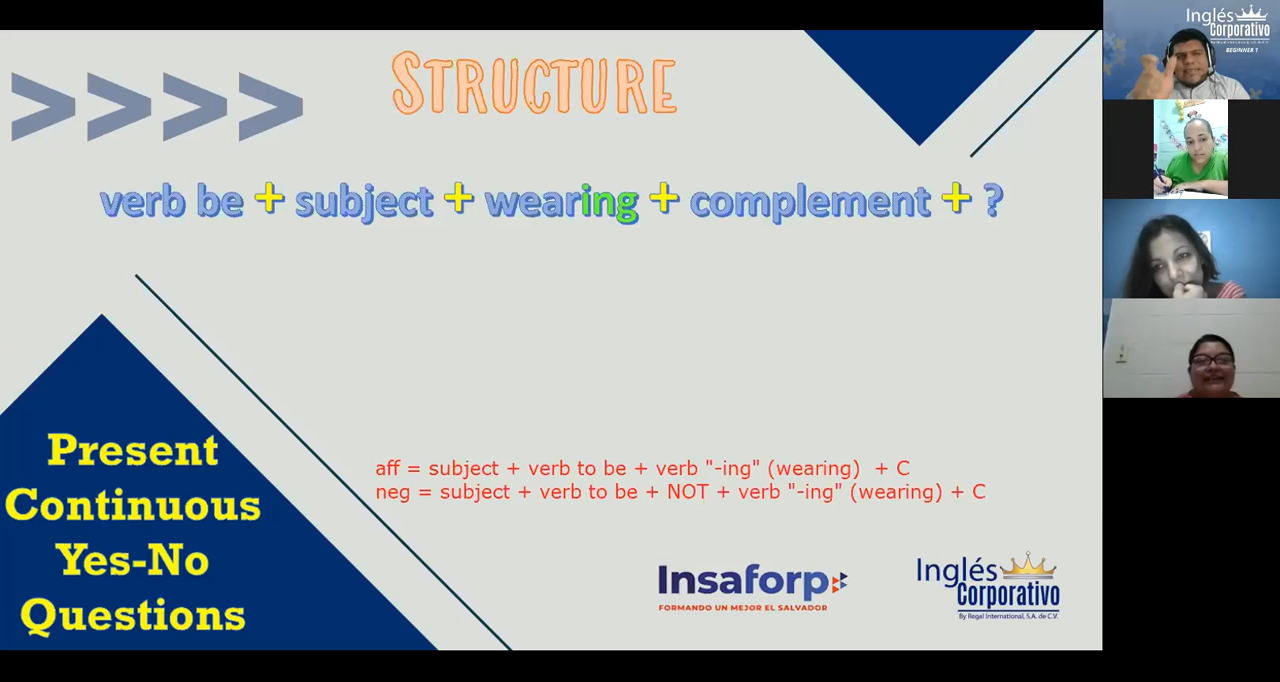 STRUCTURE
>>>>
verb be + subject + wearing + complement + ?
Present
Continuous
Yes-No
Questions
aff = subject + verb to be + verb "-ing" (wearing) + C
neg = subject + verb to be + NOT + verb "-ing" (wearing) + C
Insaforp
FORMANDO UN MEJOR EL SALVADOR
Inglés
Corporativo
By Regal International, S.A. de C.V.
Inglés
Corporativo
BEGINNER 1